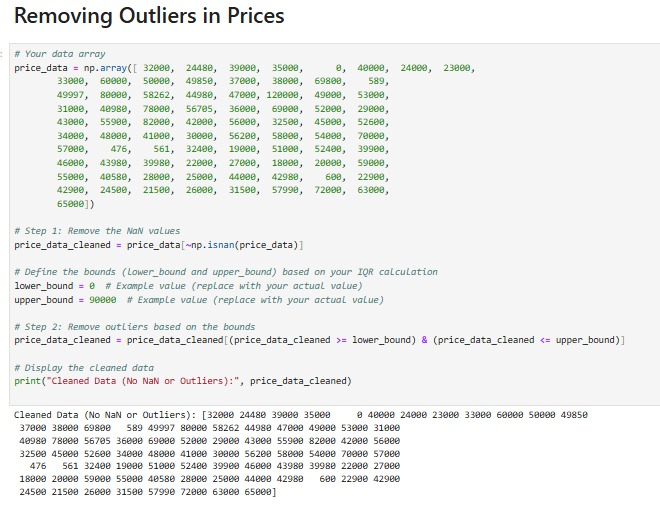 Removing Outliers in Prices
# Your data array
price_data = np.array([ 32000, 24480, 39000, 35000, 0, 40000, 24000, 23000,
33000, 60000, 50000, 49850, 37000, 38000, 69800, 589,
49997, 80000, 58262, 44980, 47000, 120000, 49000, 53000,
31000, 40980, 78000, 56705, 36000, 69000, 52000, 29000,
43000, 55900, 82000, 42000, 56000, 32500, 45000, 52600,
34000, 48000, 41000, 30000, 56200, 58000, 54000, 70000,
57000, 476, 561, 32400, 19000, 51000, 52400, 39900,
46000, 43980, 39980, 22000, 27000, 18000, 20000, 59000,
55000, 40580, 28000, 25000, 44000, 42980, 600, 22900,
42900, 24500, 21500, 26000, 31500, 57990, 72000, 63000,
65000])
# Step 1: Remove the NaN values
price_data_cleaned = price_data[~np.isnan(price_data)]
# Define the bounds (lower_bound and upper_bound) based on your IQR calculation
lower_bound = 0 # Example value (replace with your actual value)
upper_bound = 90000 # Example value (replace with your actual value)
# Step 2: Remove outliers based on the bounds
price_data_cleaned = price_data_cleaned[(price_data_cleaned >= lower_bound) & (price_data_cleaned <= upper_bound)]
# Display the cleaned data
print("Cleaned Data (No NaN or Outliers):", price_data_cleaned)
Cleaned Data (No NaN or Outliers): [32000 24480 39000 35000 0 40000 24000 23000 33000 60000 50000 49850
37000 38000 69800 589 49997 80000 58262 44980 47000 49000 53000 31000
40980 78000 56705 36000 69000 52000 29000 43000 55900 82000 42000 56000
32500 45000 52600 34000 48000 41000 30000 56200 58000 54000 70000 57000
476 561 32400 19000 51000 52400 39900 46000 43980 39980 22000 27000
18000 20000 59000 55000 40580 28000 25000 44000 42980 600 22900 42900
24500 21500 26000 31500 57990 72000 63000 65000]